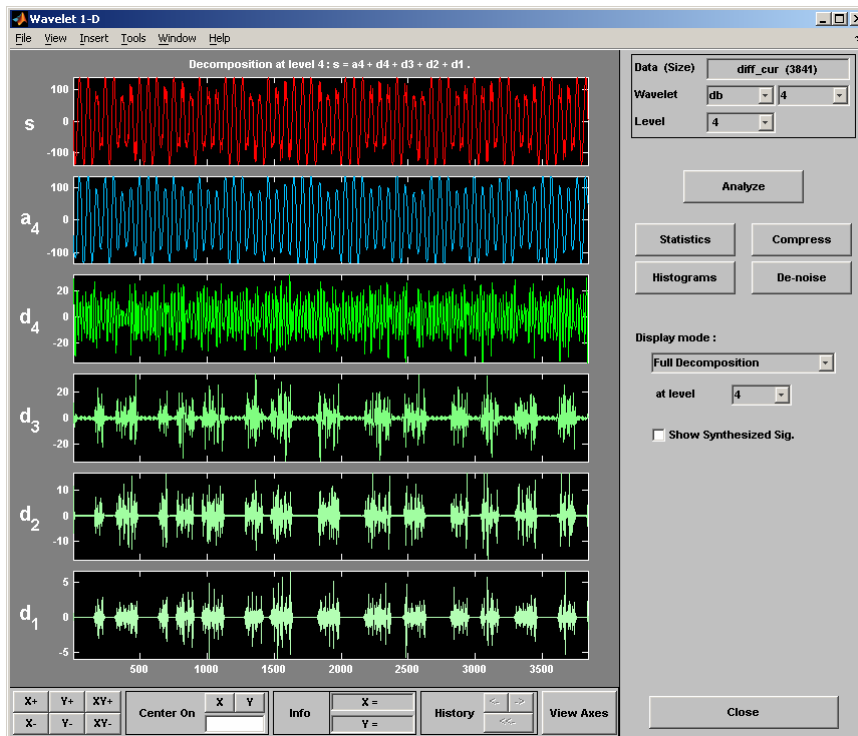 Wavelet 1-D
File View Insert Tools Window Help
Decomposition at level 4 : s = a4 + d4 + d3 + d2 + d1 .
s
100
0
-100
a4
100
0
-100
d4
20
0
-20
d3
20
0
-20
d2
10
0
-10
d1
5
0
-5
500 1000 1500 2000 2500 3000 3500
Data (Size) diff_cur (3841)
Wavelet db 4
Level 4
Analyze
Statistics Compress
Histograms De-noise
Display mode :
Full Decomposition
at level 4
Show Synthesized Sig.
X+ Y+ XY+
X- Y- XY-
Center On X Y
Info X =
Y =
History <- ->
<<-
View Axes
Close